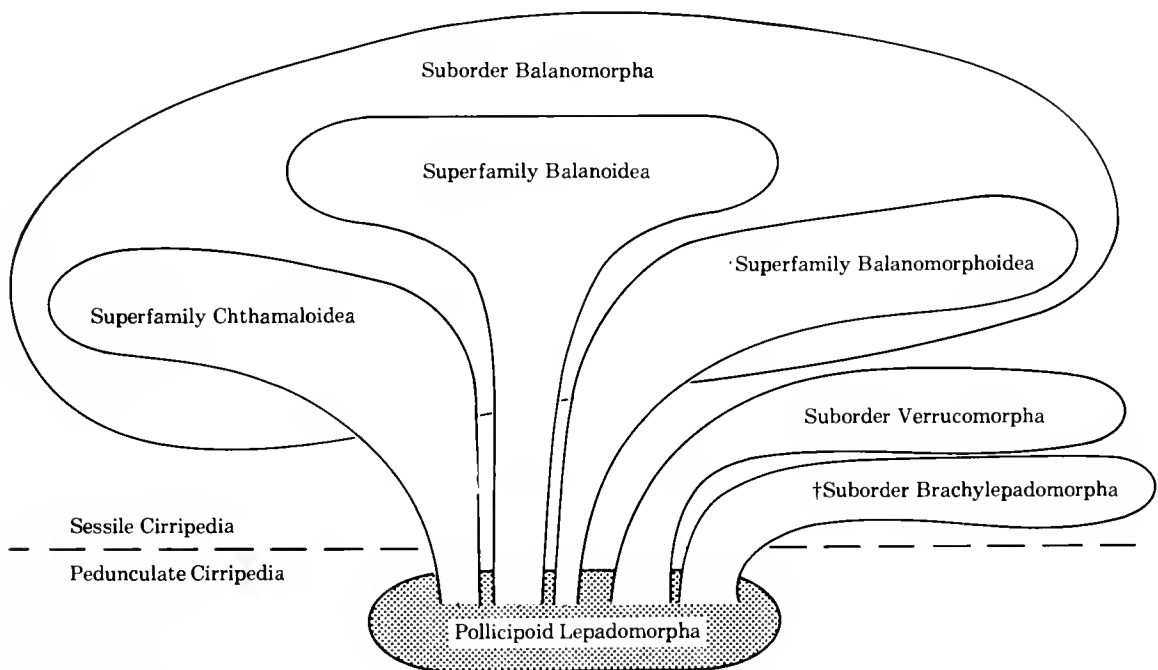 Suborder Balanomorpha
Superfamily Balanoidea
Superfamily Balanomorphoidea
Superfamily Chthamaloidea
Suborder Verrucomorpha
†Suborder Brachylepadomorpha
Sessile Cirripedia
Pedunculate Cirripedia
Pollicipoid Lepadomorpha